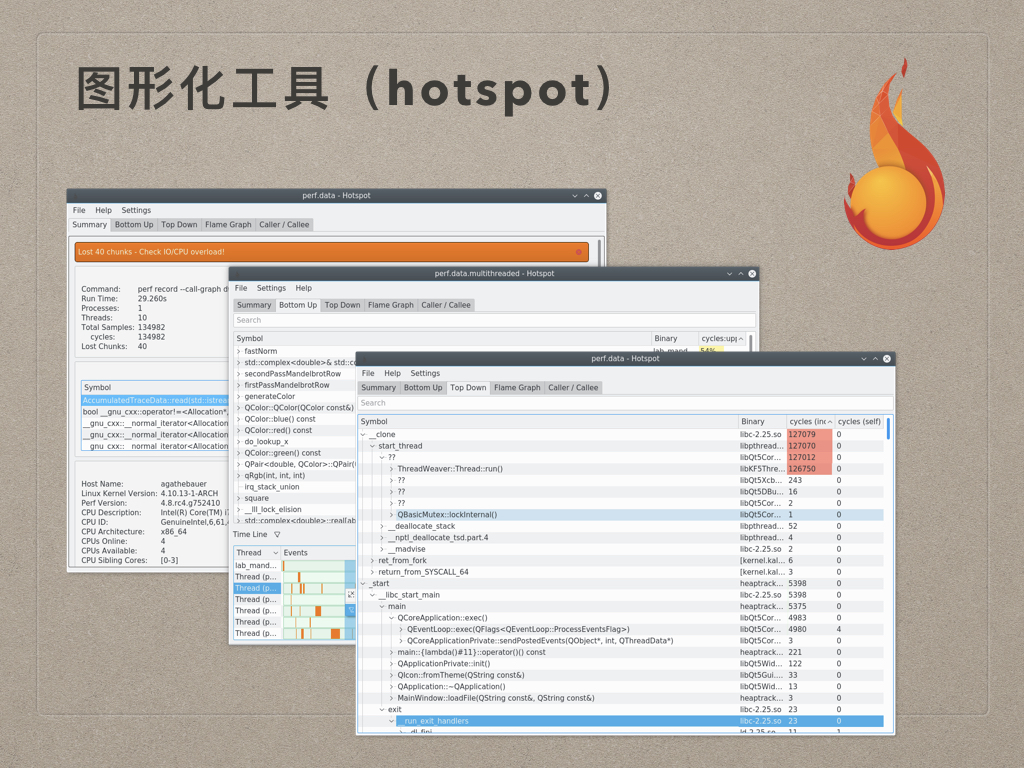 图形化工具（hotspot）
perf.data - Hotspot
File Help Settings
Summary Bottom Up Top Down Flame Graph Caller / Callee
Lost 40 chunks - Check IO/CPU overload!
Command: perf record --call-graph
Run Time: 29.260s
Processes: 1
Threads: 10
Total Samples: 134982
cycles: 134982
Lost Chunks: 40
Symbol
AccumulatedTraceData::read(std::istrea
bool __gnu_cxx::operator!=<Allocation*,
__gnu_cxx::__normal_iterator<Allocation
__gnu_cxx::__normal_iterator<Allocation
__gnu_cxx::__normal_iterator<Allocation
Host Name: agathebauer
Linux Kernel Version: 4.10.13-1-ARCH
Perf Version: 4.8.rc4.g752410
CPU Description: Intel(R) Core(TM) i
CPU ID: GenuineIntel,6,61,
CPU Architecture: x86_64
CPUs Online: 4
CPUs Available: 4
CPU Sibling Cores: [0-3]
perf.data.multithreaded - Hotspot
File Settings Help
Summary Bottom Up Top Down Flame Graph Caller / Callee
Search
Symbol Binary cycles:upp
fastNorm lab_mand... 54%
std::complex<double>& std::co
secondPassMandelbrotRow
firstPassMandelbrotRow
generateColor
QColor::QColor(QColor const&)
QColor::blue() const
QColor::red() const
do_lookup_x
QColor::green() const
QPair<double, QColor>::QPair(
qRgb(int, int, int)
irq_stack_union
square
__lll_lock_elision
std::complex<double>::real[ab
Time Line
Thread Events
lab_mand...
Thread (p...
Thread (p...
Thread (p...
Thread (p...
Thread (p...
Thread (p...
perf.data - Hotspot
File Help Settings
Summary Bottom Up Top Down Flame Graph Caller / Callee
Search
Symbol Binary cycles (inc cycles (self)
__clone libc-2.25.so 127079 0
start_thread libpthread... 127070 0
?? libQt5Cor... 127012 0
ThreadWeaver::Thread::run() libKF5Thre... 126750 0
?? libQt5Xcb... 243 0
?? libQt5DBu... 16 0
?? libQt5Cor... 2 0
QBasicMutex::lockInternal() libQt5Cor... 1 0
__deallocate_stack libpthread... 52 0
__nptl_deallocate_tsd.part.4 libpthread... 4 0
__madvise libc-2.25.so 2 0
ret_from_fork [kernel.kal... 6 0
return_from_SYSCALL_64 [kernel.kal... 3 0
_start heaptrack... 5398 0
__libc_start_main libc-2.25.so 5398 0
main heaptrack... 5375 0
QCoreApplication::exec() libQt5Cor... 4983 0
QEventLoop::exec(QFlags<QEventLoop::ProcessEventsFlag>) libQt5Cor... 4980 4
QCoreApplicationPrivate::sendPostedEvents(QObject*, int, QThreadData*) libQt5Cor... 3 0
main::{lambda()#11}::operator()() const heaptrack... 221 0
QApplicationPrivate::init() libQt5Wid... 122 0
QIcon::fromTheme(QString const&) libQt5Gui.... 33 0
QApplication::~QApplication() libQt5Wid... 13 0
MainWindow::loadFile(QString const&, QString const&) heaptrack... 3 0
exit libc-2.25.so 23 0
__run_exit_handlers libc-2.25.so 23 0
_dl_fini ld-2.25.so 11 1